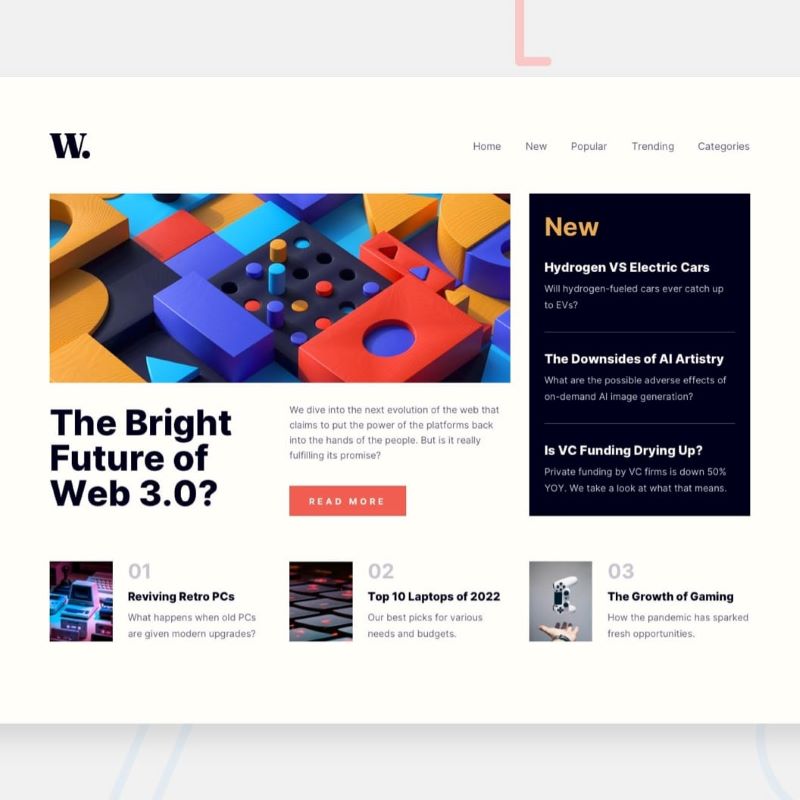 W.
Home New Popular Trending Categories
The Bright
Future of
Web 3.0?
We dive into the next evolution of the web that
claims to put the power of the platforms back
into the hands of the people. But is it really
fulfilling its promise?
READ MORE
New
Hydrogen VS Electric Cars
Will hydrogen-fueled cars ever catch up
to EVs?
The Downsides of AI Artistry
What are the possible adverse effects of
on-demand AI image generation?
Is VC Funding Drying Up?
Private funding by VC firms is down 50%
YOY. We take a look at what that means.
01
Reviving Retro PCs
What happens when old PCs
are given modern upgrades?
02
Top 10 Laptops of 2022
Our best picks for various
needs and budgets.
03
The Growth of Gaming
How the pandemic has sparked
fresh opportunities.